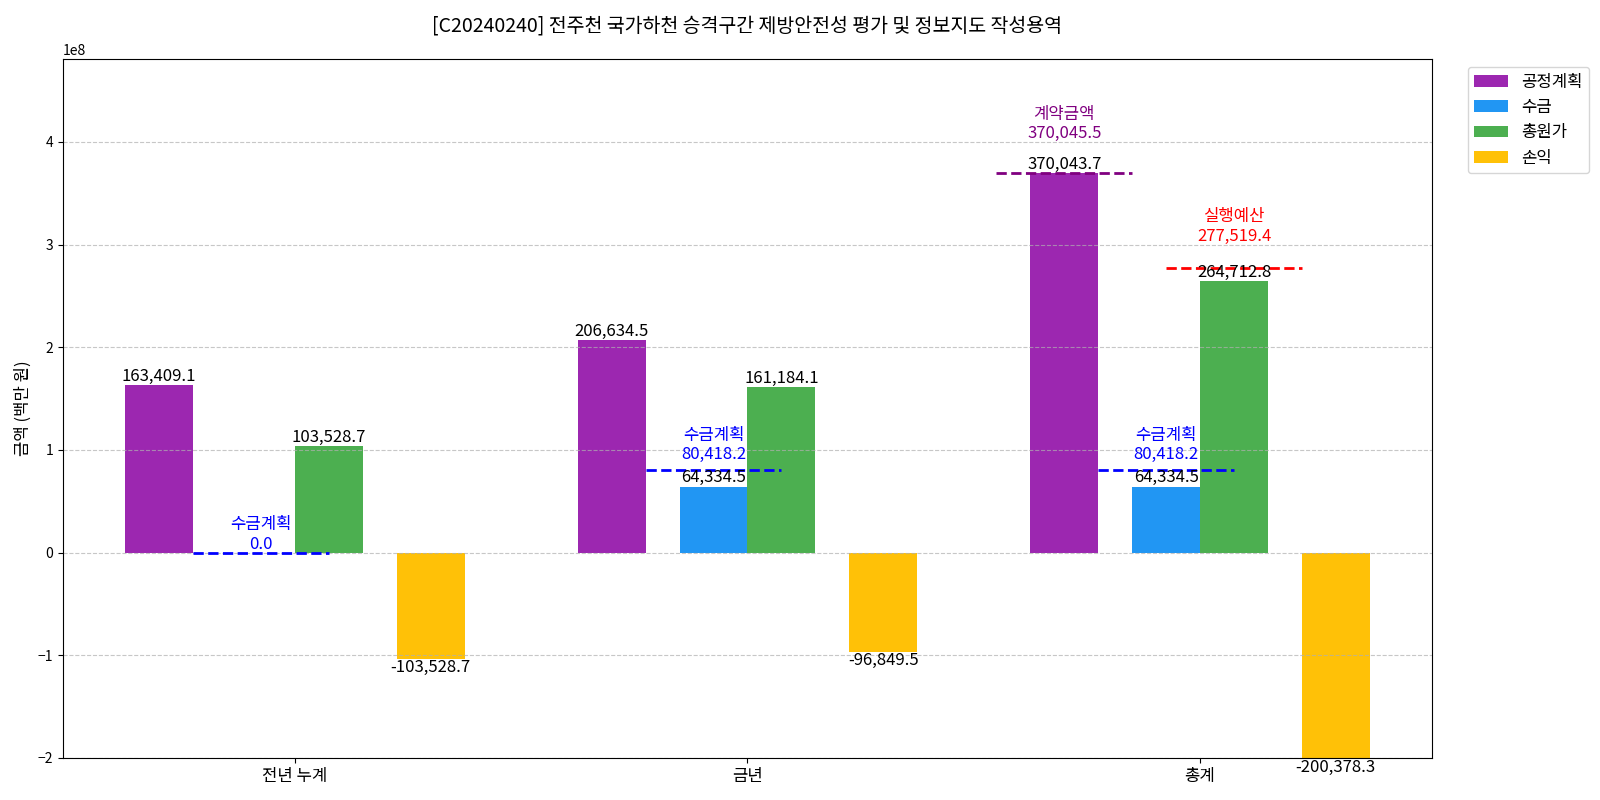 [C20240240] 전주천 국가하천 승격구간 제방안전성 평가 및 정보지도 작성용역
1e8
금액 (백만 원)
4
3
2
1
0
−1
−2
163,409.1
수금계획
0.0
103,528.7
-103,528.7
206,634.5
수금계획
80,418.2
64,334.5
161,184.1
-96,849.5
계약금액
370,045.5
370,043.7
수금계획
80,418.2
64,334.5
실행예산
277,519.4
264,712.8
-200,378.3
전년 누계
금년
총계
공정계획
수금
총원가
손익